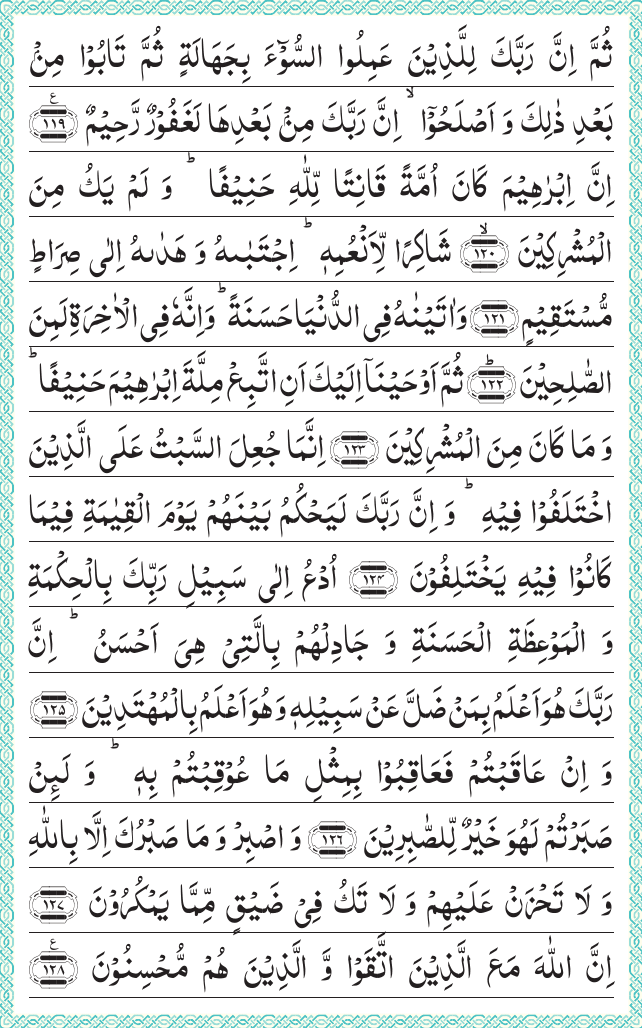 ثُمَّ اِنَّ رَبَّكَ لِلَّذِيْنَ عَمِلُوا السُّوْٓءَ بِجَهَالَةٍ ثُمَّ تَابُوْا مِنْۢ
بَعْدِ ذٰلِكَ وَ اَصْلَحُوْٓا ۙ اِنَّ رَبَّكَ مِنْۢ بَعْدِهَا لَغَفُوْرٌ رَّحِيْمٌ ﴿۱۱۹﴾ ع
اِنَّ اِبْرٰهِيْمَ كَانَ اُمَّةً قَانِتًا لِّلّٰهِ حَنِيْفًا ؕ وَ لَمْ يَكُ مِنَ
الْمُشْرِكِيْنَ ﴿۱۲۰﴾ ۙ شَاكِرًا لِّاَنْعُمِهٖ ؕ اِجْتَبٰىهُ وَ هَدٰىهُ اِلٰى صِرَاطٍ
مُّسْتَقِيْمٍ ﴿۱۲۱﴾ وَ اٰتَيْنٰهُ فِى الدُّنْيَا حَسَنَةً ؕ وَ اِنَّهٗ فِى الْاٰخِرَةِ لَمِنَ
الصّٰلِحِيْنَ ﴿۱۲۲﴾ ؕ ثُمَّ اَوْحَيْنَاۤ اِلَيْكَ اَنِ اتَّبِعْ مِلَّةَ اِبْرٰهِيْمَ حَنِيْفًا ؕ
وَ مَا كَانَ مِنَ الْمُشْرِكِيْنَ ﴿۱۲۳﴾ اِنَّمَا جُعِلَ السَّبْتُ عَلَى الَّذِيْنَ
اخْتَلَفُوْا فِيْهِ ؕ وَ اِنَّ رَبَّكَ لَيَحْكُمُ بَيْنَهُمْ يَوْمَ الْقِيٰمَةِ فِيْمَا
كَانُوْا فِيْهِ يَخْتَلِفُوْنَ ﴿۱۲۴﴾ اُدْعُ اِلٰى سَبِيْلِ رَبِّكَ بِالْحِكْمَةِ
وَ الْمَوْعِظَةِ الْحَسَنَةِ وَ جَادِلْهُمْ بِالَّتِيْ هِيَ اَحْسَنُ ؕ اِنَّ
رَبَّكَ هُوَ اَعْلَمُ بِمَنْ ضَلَّ عَنْ سَبِيْلِهٖ وَ هُوَ اَعْلَمُ بِالْمُهْتَدِيْنَ ﴿۱۲۵﴾
وَ اِنْ عَاقَبْتُمْ فَعَاقِبُوْا بِمِثْلِ مَا عُوْقِبْتُمْ بِهٖ ؕ وَ لَىِٕنْ
صَبَرْتُمْ لَهُوَ خَيْرٌ لِّلصّٰبِرِيْنَ ﴿۱۲۶﴾ وَ اصْبِرْ وَ مَا صَبْرُكَ اِلَّا بِاللّٰهِ
وَ لَا تَحْزَنْ عَلَيْهِمْ وَ لَا تَكُ فِيْ ضَيْقٍ مِّمَّا يَمْكُرُوْنَ ﴿۱۲۷﴾
اِنَّ اللّٰهَ مَعَ الَّذِيْنَ اتَّقَوْا وَّ الَّذِيْنَ هُمْ مُّحْسِنُوْنَ ﴿۱۲۸﴾ ع